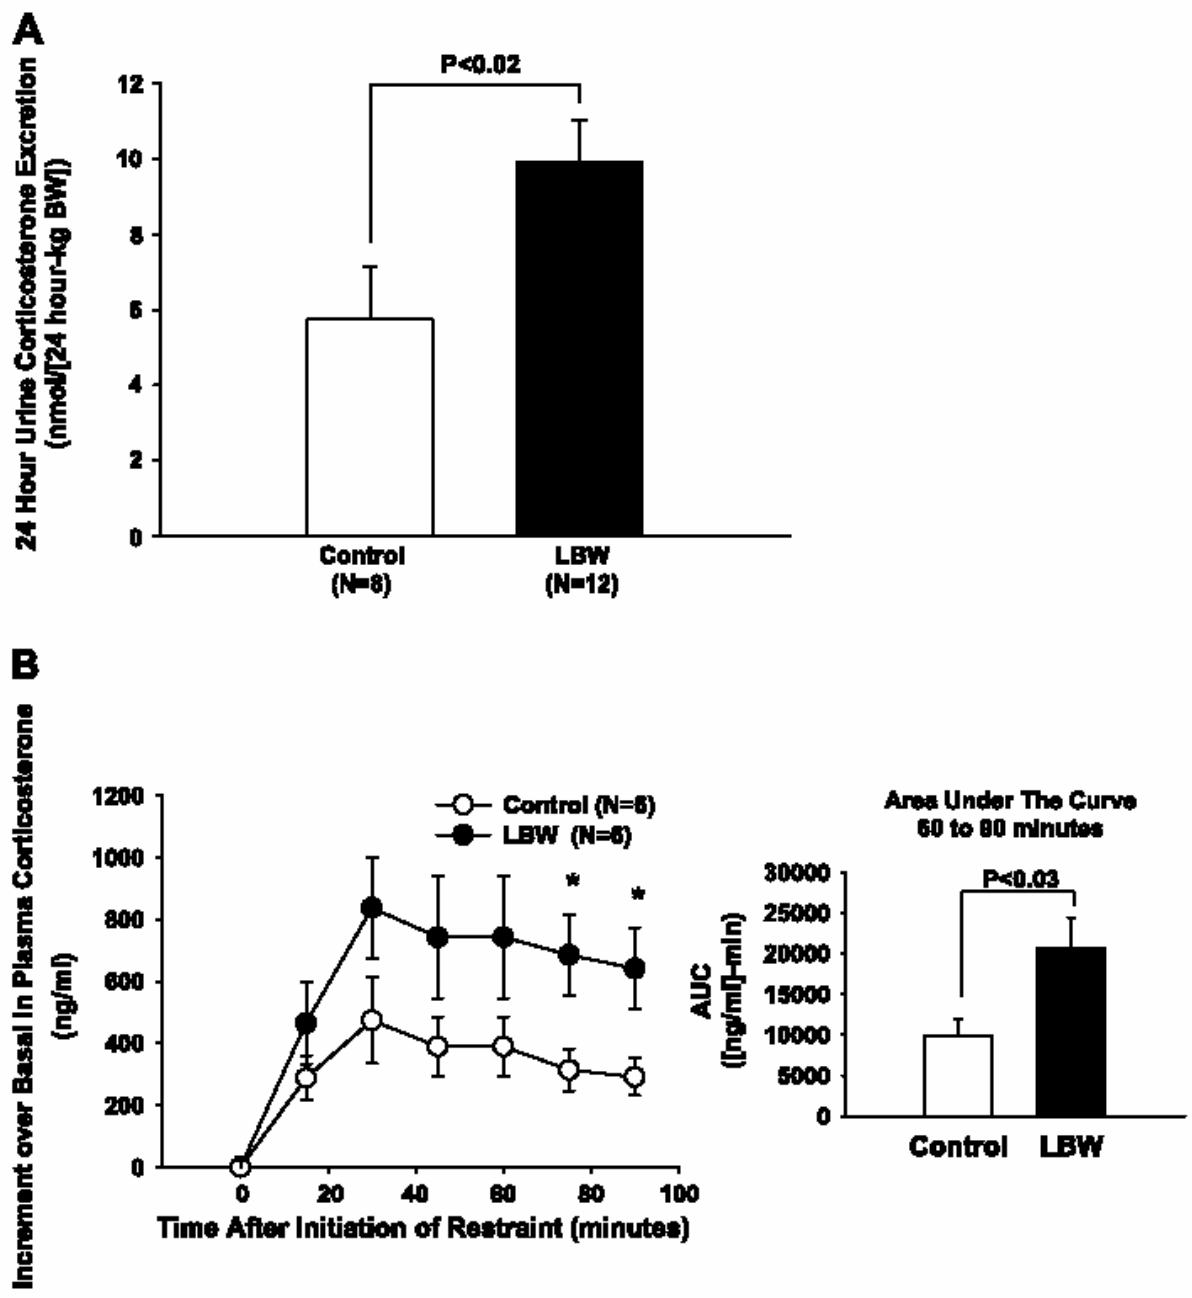 A
24 Hour Urine Corticosterone Excretion
(nmol/[24 hour-kg BW])
P<0.02
12
10
8
6
4
2
0
Control
(N=8)
LBW
(N=12)
B
Increment over Basal in Plasma Corticosterone
(ng/ml)
1200
1000
800
600
400
200
0
Control (N=6)
LBW (N=6)
*
*
0
20
40
60
80
100
Time After Initiation of Restraint (minutes)
Area Under The Curve
60 to 90 minutes
AUC
([ng/ml]-min)
P<0.03
30000
25000
20000
15000
10000
5000
0
Control
LBW